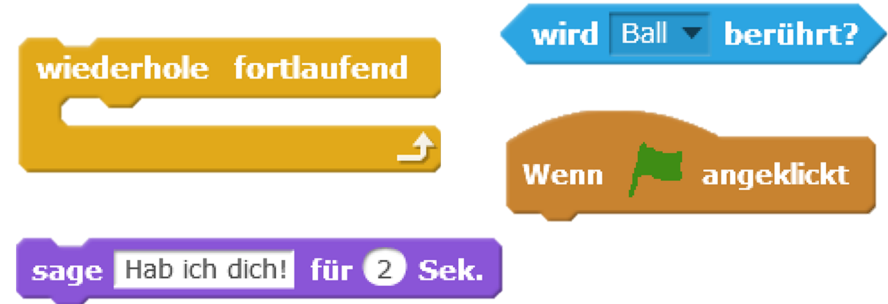 wiederhole fortlaufend
wird Ball berührt?
Wenn angeklickt
sage Hab ich dich! für 2 Sek.